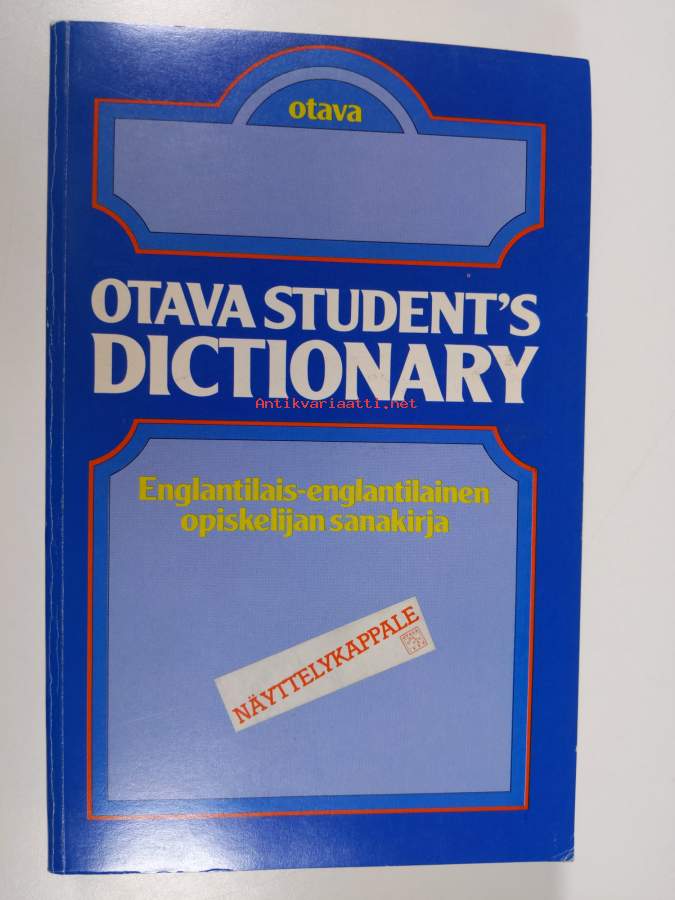 otava
OTAVA STUDENT'S
DICTIONARY
Antikvariaatti.net
Englantilais-englantilainen
opiskelijan sanakirja
NÄYTTELYKAPPALE